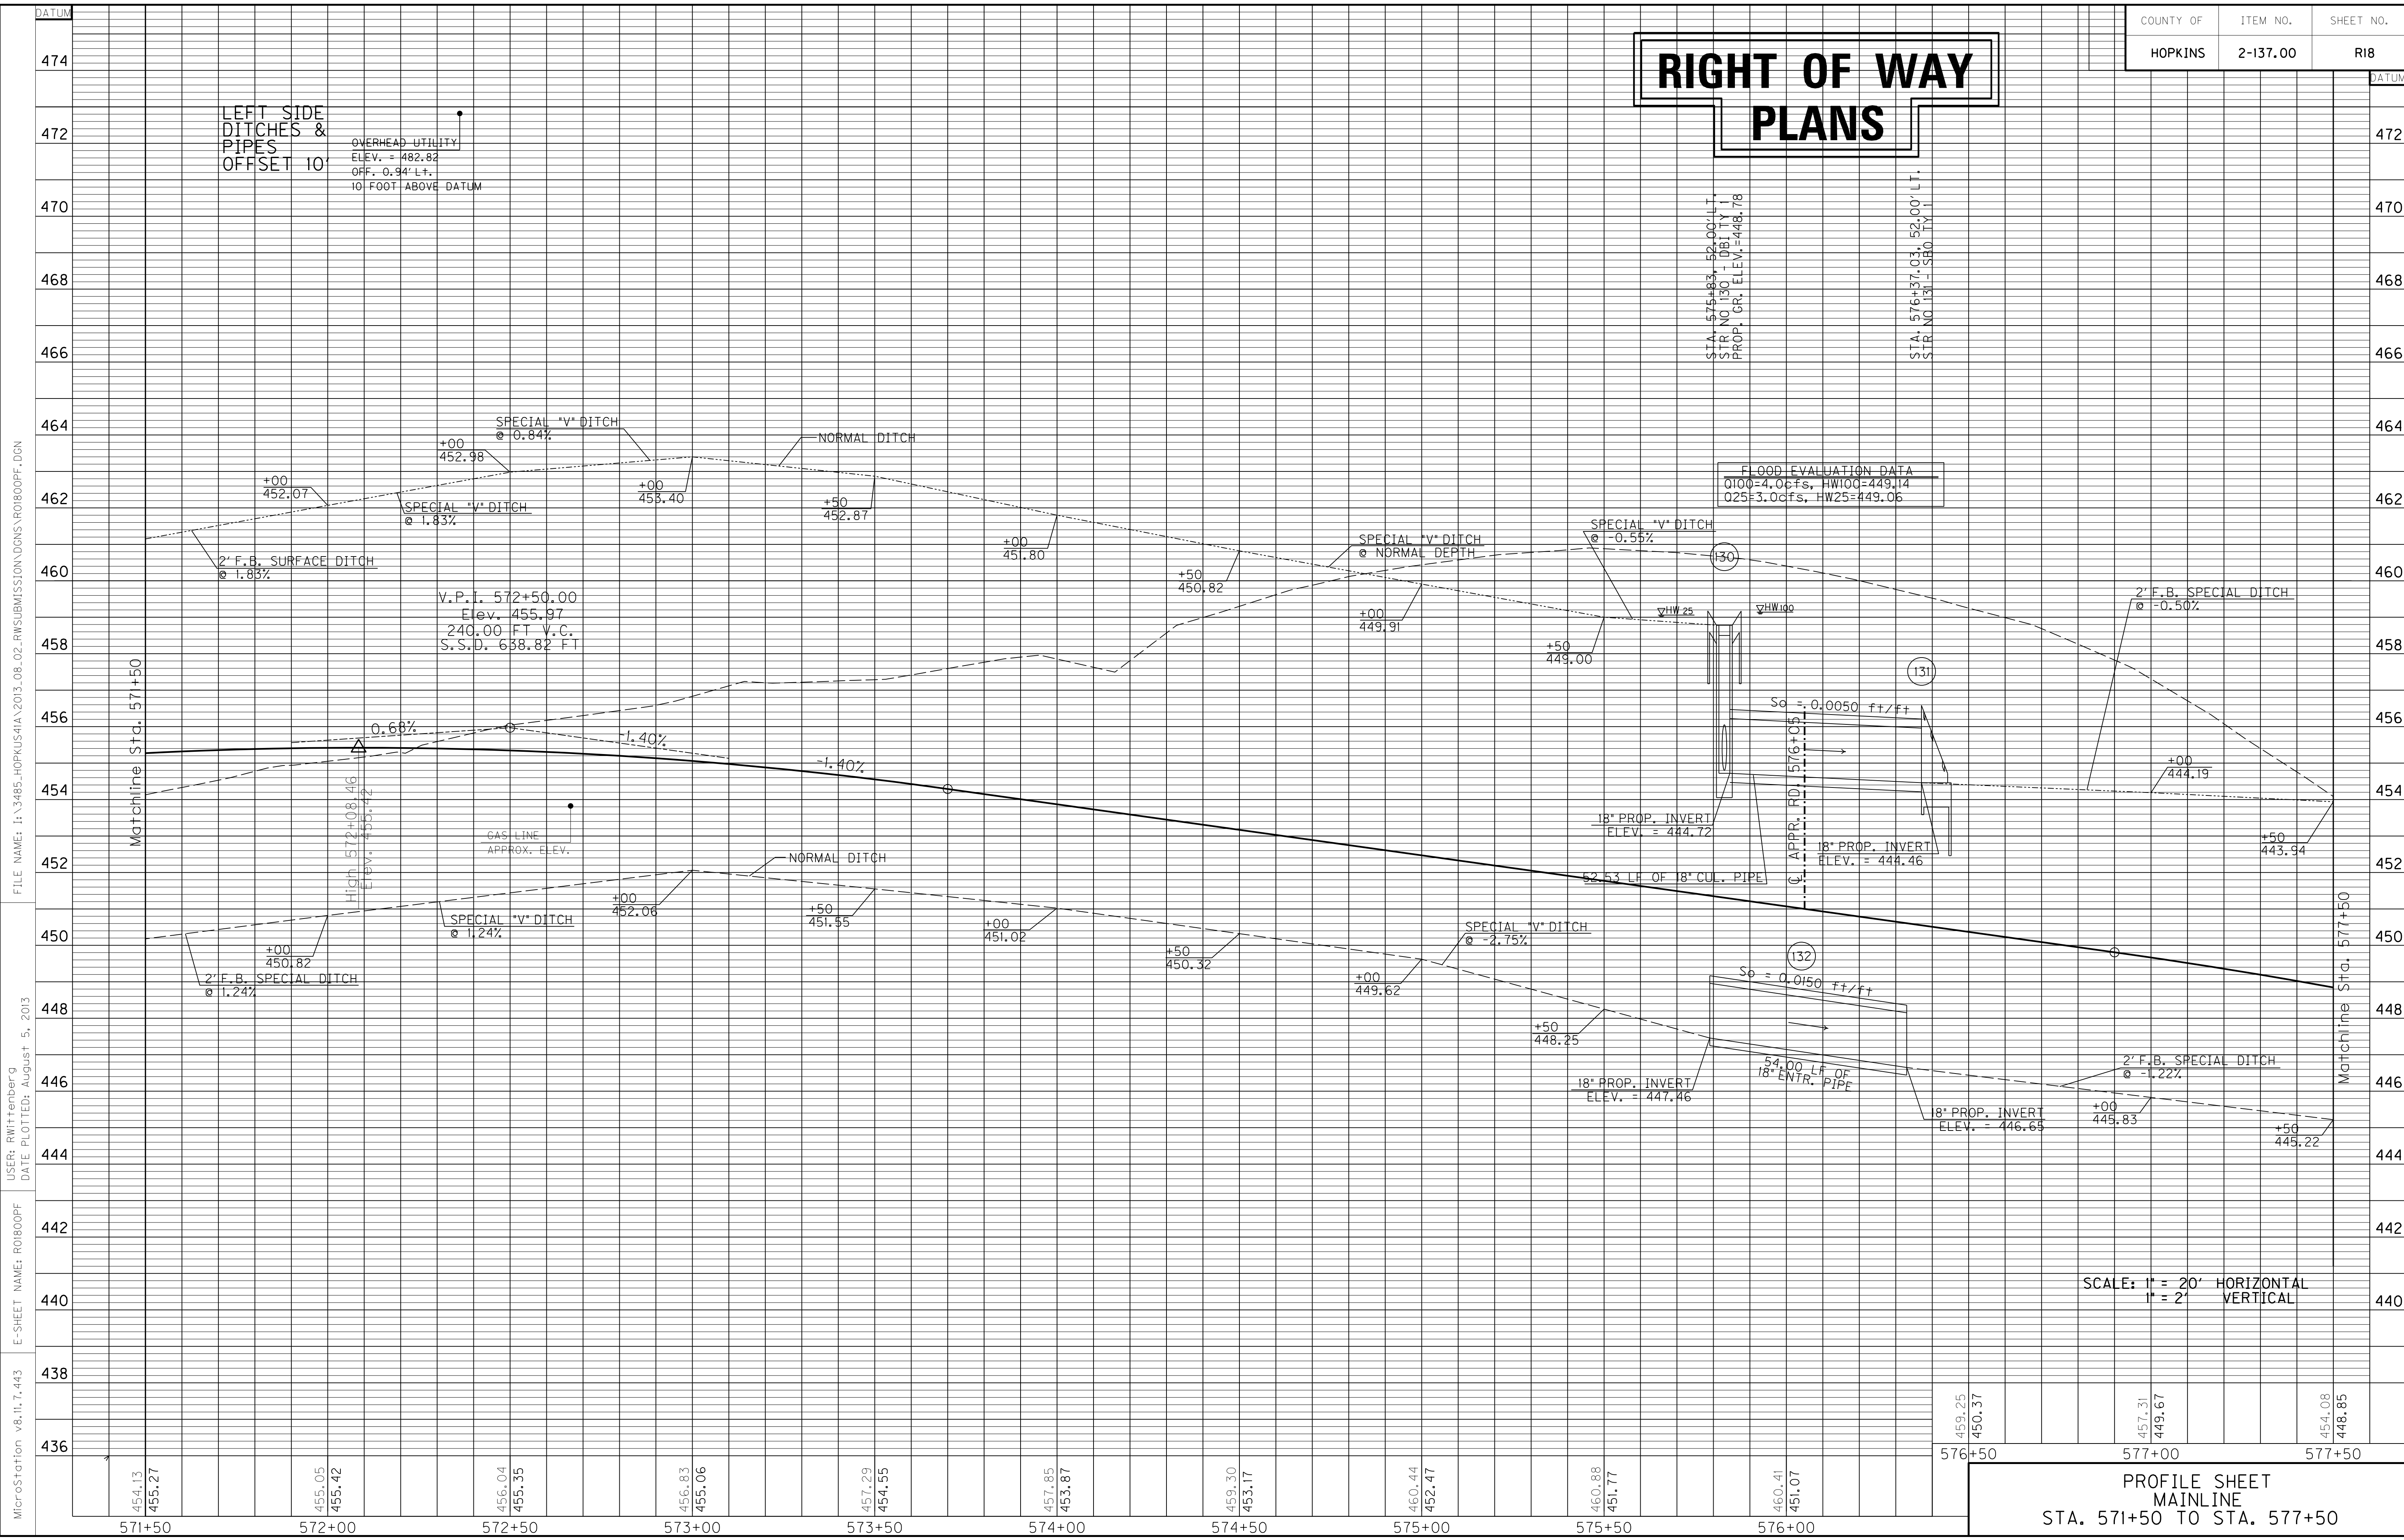 DATUM
COUNTY OF
ITEM NO.
SHEET NO.
HOPKINS
2-137.00
R18
DATUM
RIGHT OF WAY
PLANS
474
472
470
468
466
464
462
460
458
456
454
452
450
448
446
444
442
440
438
436
472
470
468
466
464
462
460
458
456
454
452
450
448
446
444
442
440
LEFT SIDE
DITCHES &
PIPES
OFFSET 10'
OVERHEAD UTILITY
ELEV. = 482.82
OFF. 0.94' Lt.
10 FOOT ABOVE DATUM
STA. 575+83, 52.00' LT.
STR NO 130 - DBI TY 1
PROP. GR. ELEV.=448.78
STA. 576+37.03, 52.00' LT.
STR NO 131 - SBO TY 1
SPECIAL "V" DITCH
@ 0.84%
NORMAL DITCH
+00
452.98
+00
452.07
SPECIAL "V" DITCH
@ 1.83%
+00
453.40
+50
452.87
2' F.B. SURFACE DITCH
@ 1.83%
+00
451.80
+50
450.82
SPECIAL "V" DITCH
@ NORMAL DEPTH
SPECIAL "V" DITCH
@ -0.55%
FLOOD EVALUATION DATA
Q100=4.0cfs, HW100=449.14
Q25=3.0cfs, HW25=449.06
130
+00
449.91
HW 25
HW100
+50
449.00
2' F.B. SPECIAL DITCH
@ -0.50%
131
V.P.I. 572+50.00
Elev. 455.97
240.00 FT V.C.
S.S.D. 638.82 FT
Matchline Sta. 571+50
0.68%
-1.40%
-1.40%
So = 0.0050 ft/ft
+00
444.19
High 572+08.46
Elev. 455.42
GAS LINE
APPROX. ELEV.
18" PROP. INVERT
ELEV. = 444.72
18" PROP. INVERT
ELEV. = 444.46
52.53 LF OF 18" CUL. PIPE
℄ APPR. RD. 576+05
+50
443.94
NORMAL DITCH
+00
452.06
+50
451.55
SPECIAL "V" DITCH
@ 1.24%
+00
451.02
+50
450.32
SPECIAL "V" DITCH
@ -2.75%
+00
450.82
2' F.B. SPECIAL DITCH
@ 1.24%
+00
449.62
132
So = 0.0150 ft/ft
+50
448.25
54.00 LF OF
18" ENTR. PIPE
18" PROP. INVERT
ELEV. = 447.46
18" PROP. INVERT
ELEV. = 446.65
2' F.B. SPECIAL DITCH
@ -1.22%
+00
445.83
+50
445.22
Matchline Sta. 577+50
SCALE: 1" = 20' HORIZONTAL
1" = 2' VERTICAL
454.13
455.27
455.05
455.42
456.04
455.35
456.83
455.06
457.29
454.55
457.85
453.87
459.30
453.17
460.44
452.47
460.88
451.77
460.41
451.07
459.25
450.37
457.31
449.67
454.08
448.85
571+50
572+00
572+50
573+00
573+50
574+00
574+50
575+00
575+50
576+00
576+50
577+00
577+50
PROFILE SHEET
MAINLINE
STA. 571+50 TO STA. 577+50
FILE NAME: I:\3485_HOPKUS41A\2013_08_02_RWSUBMISSION\DGNS\R01800PF.DGN
USER: RWittenberg
DATE PLOTTED: August 5, 2013
E-SHEET NAME: R01800PF
MicroStation v8.11.7.443